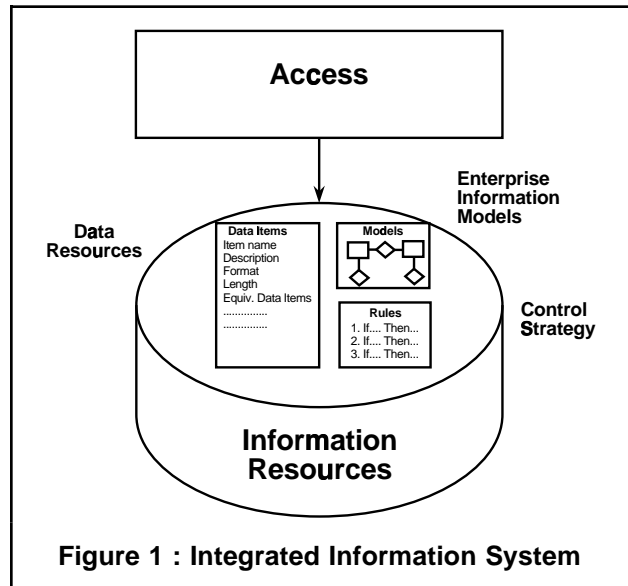 Access
Enterprise
Information
Models
Data
Resources
Data Items
Item name
Description
Format
Length
Equiv. Data Items
...............
...............
Models
Rules
1. If.... Then...
2. If.... Then...
3. If.... Then...
Control
Strategy
Information
Resources
Figure 1 : Integrated Information System